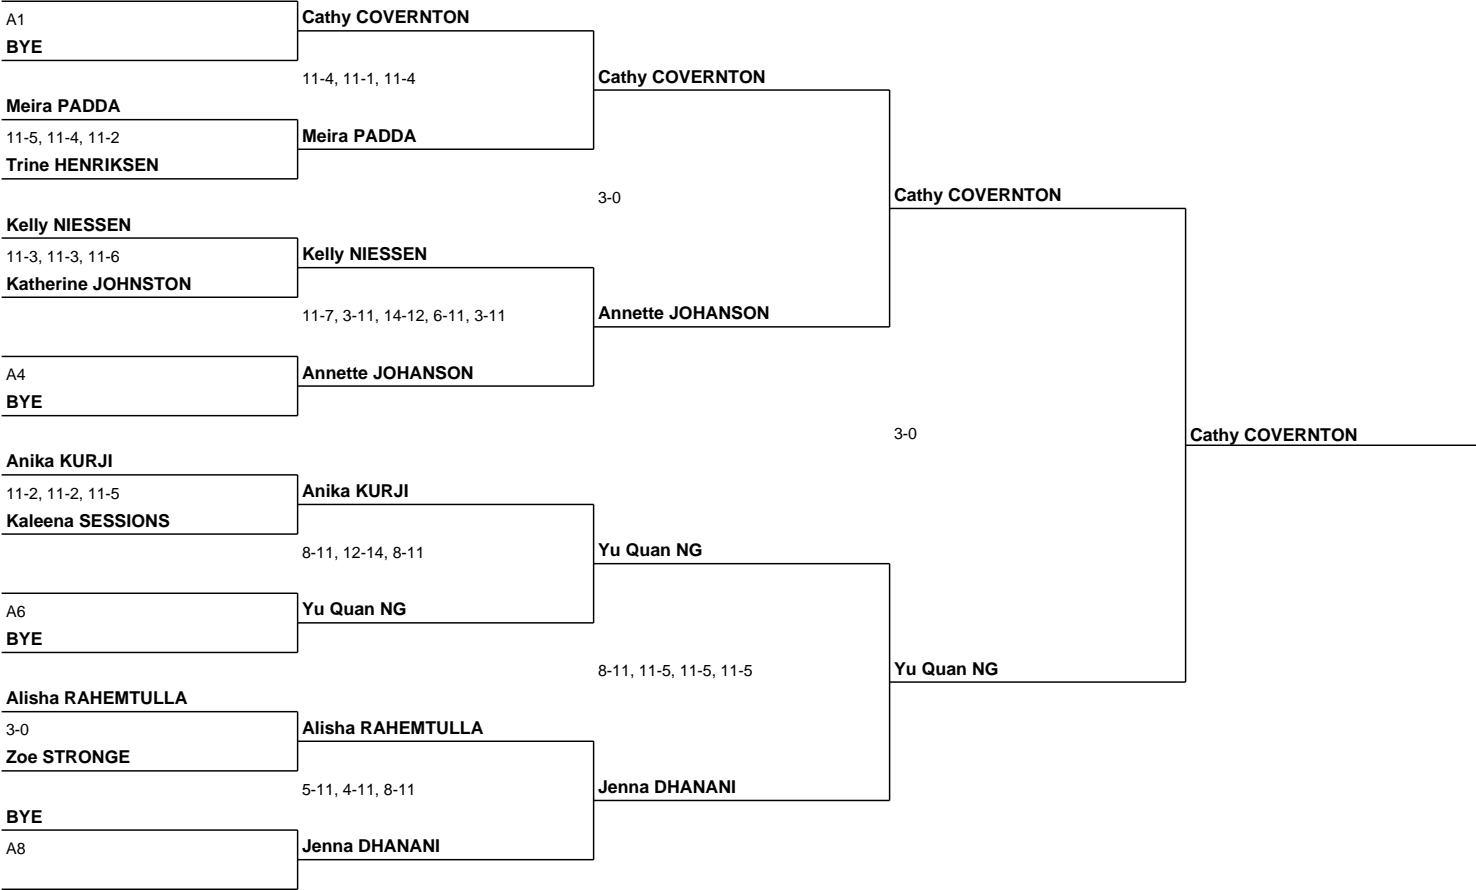 A1
BYE
Meira PADDA
11-5, 11-4, 11-2
Trine HENRIKSEN
Kelly NIESSEN
11-3, 11-3, 11-6
Katherine JOHNSTON
A4
BYE
Anika KURJI
11-2, 11-2, 11-5
Kaleena SESSIONS
A6
BYE
Alisha RAHEMTULLA
3-0
Zoe STRONGE
BYE
A8
Cathy COVERNTON
11-4, 11-1, 11-4
Meira PADDA
Kelly NIESSEN
11-7, 3-11, 14-12, 6-11, 3-11
Annette JOHANSON
Anika KURJI
8-11, 12-14, 8-11
Yu Quan NG
Alisha RAHEMTULLA
5-11, 4-11, 8-11
Jenna DHANANI
Cathy COVERNTON
3-0
Annette JOHANSON
Yu Quan NG
8-11, 11-5, 11-5, 11-5
Jenna DHANANI
Cathy COVERNTON
3-0
Yu Quan NG
Cathy COVERNTON